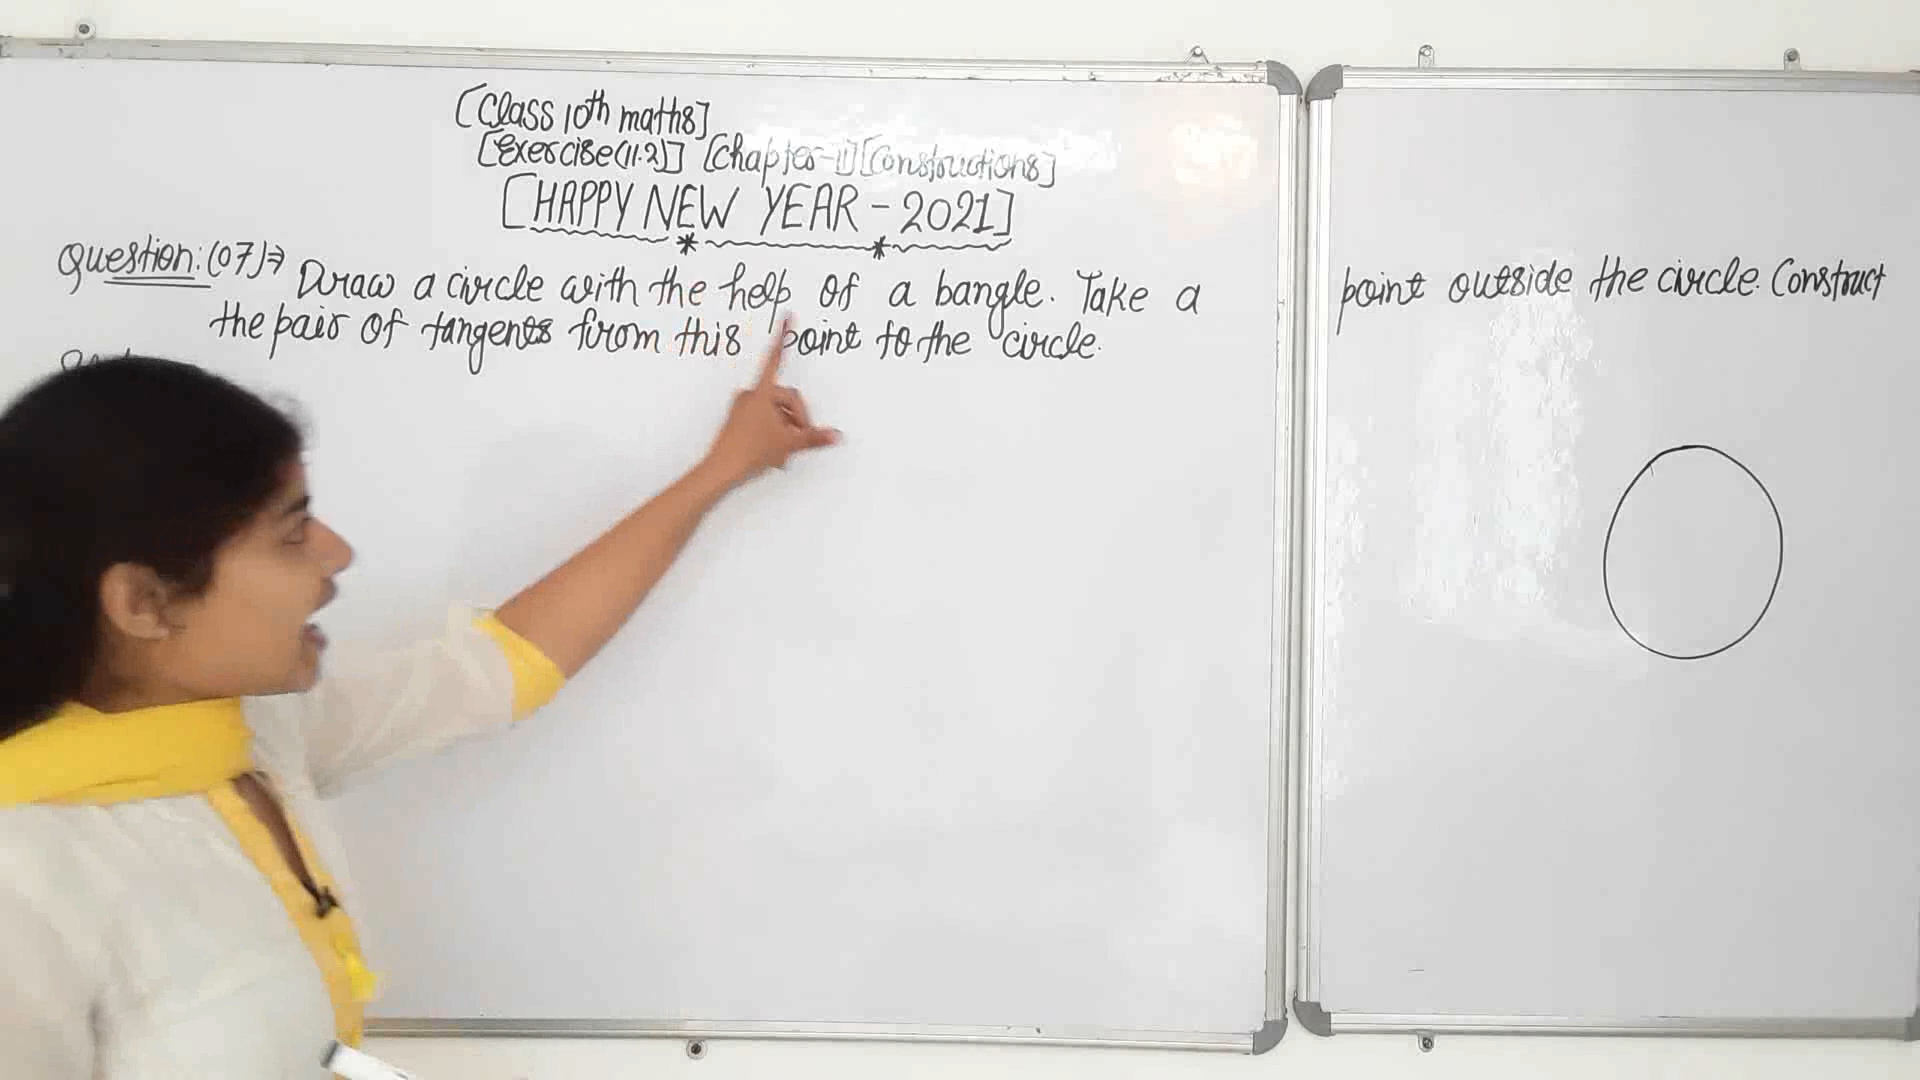 [Class 10th maths]
[Exercise(11.2)] [Chapter-11] [Constructions]
[HAPPY NEW YEAR - 2021]
Question:(07)⇒ Draw a circle with the help of a bangle. Take a point outside the circle. Construct
the pair of tangents from this point to the circle.